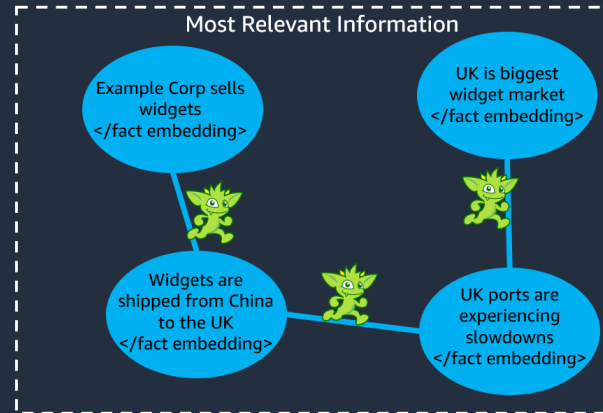 Most Relevant Information
Example Corp sells
widgets
</fact embedding>
UK is biggest
widget market
</fact embedding>
Widgets are
shipped from China
to the UK
</fact embedding>
UK ports are
experiencing
slowdowns
</fact embedding>